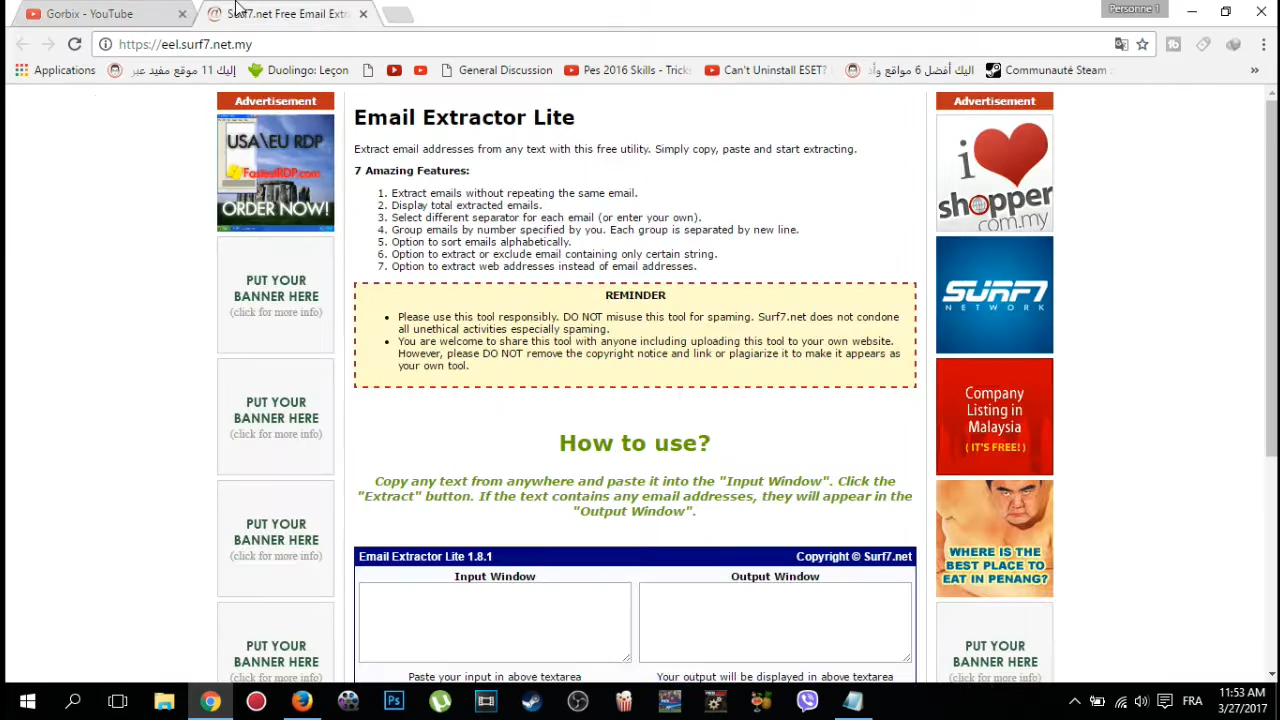 Gorbix - YouTube
Surf7.net Free Email Extra
Personne 1
https://eel.surf7.net.my
Applications
اليك 11 موقع مفيد عبر
Duolingo: Leçon
General Discussion
Pes 2016 Skills - Tricks
Can't Uninstall ESET?
اليك أفضل 6 مواقع وأد
Communauté Steam
»
Advertisement
USA\EU RDP
FastestRDP.com
ORDER NOW!
PUT YOUR
BANNER HERE
(click for more info)
PUT YOUR
BANNER HERE
(click for more info)
PUT YOUR
BANNER HERE
(click for more info)
PUT YOUR
BANNER HERE
Email Extractor Lite
Extract email addresses from any text with this free utility. Simply copy, paste and start extracting.
7 Amazing Features:
1. Extract emails without repeating the same email.
2. Display total extracted emails.
3. Select different separator for each email (or enter your own).
4. Group emails by number specified by you. Each group is separated by new line.
5. Option to sort emails alphabetically.
6. Option to extract or exclude email containing only certain string.
7. Option to extract web addresses instead of email addresses.
REMINDER
• Please use this tool responsibly. DO NOT misuse this tool for spaming. Surf7.net does not condone
all unethical activities especially spaming.
• You are welcome to share this tool with anyone including uploading this tool to your own website.
However, please DO NOT remove the copyright notice and link or plagiarize it to make it appears as
your own tool.
How to use?
Copy any text from anywhere and paste it into the "Input Window". Click the
"Extract" button. If the text contains any email addresses, they will appear in the
"Output Window".
Email Extractor Lite 1.8.1
Copyright © Surf7.net
Input Window
Output Window
Paste your input in above textarea
Your output will be displayed in above textarea
Advertisement
i
shopper
.com.my
SURF7
NETWORK
Company
Listing in
Malaysia
( IT'S FREE! )
WHERE IS THE
BEST PLACE TO
EAT IN PENANG?
PUT YOUR
BANNER HERE
FRA
11:53 AM
3/27/2017